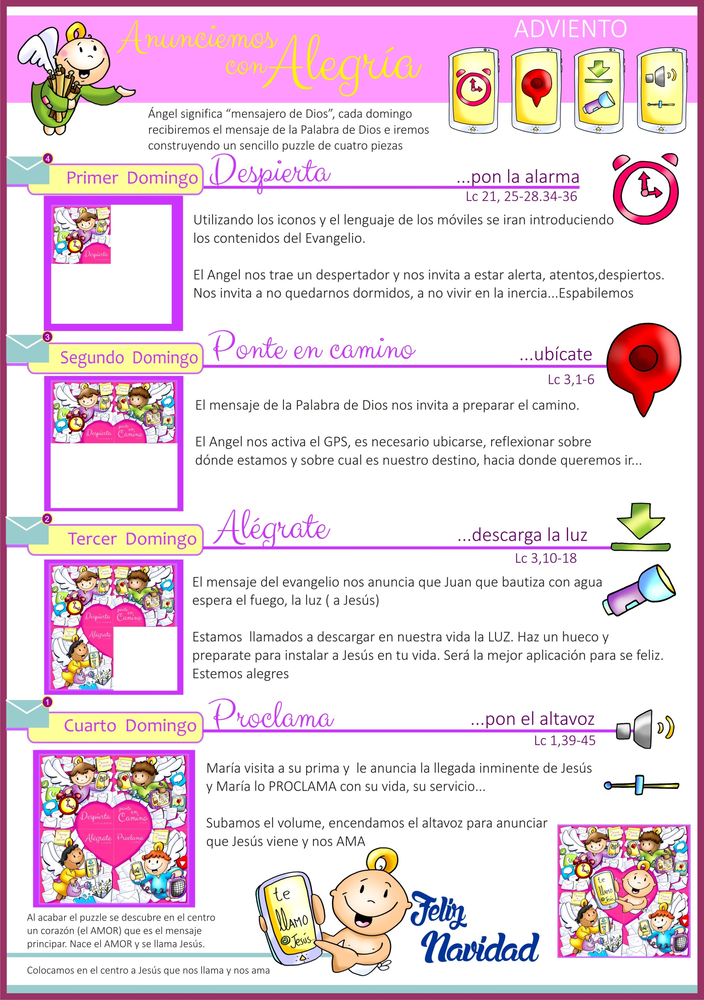 Anunciemos
con Alegría
ADVIENTO
Ángel significa “mensajero de Dios”, cada domingo
recibiremos el mensaje de la Palabra de Dios e iremos
construyendo un sencillo puzzle de cuatro piezas
4
Primer Domingo
Despierta
...pon la alarma
Lc 21, 25-28.34-36
Despierta
Utilizando los iconos y el lenguaje de los móviles se iran introduciendo
los contenidos del Evangelio.
El Angel nos trae un despertador y nos invita a estar alerta, atentos,despiertos.
Nos invita a no quedarnos dormidos, a no vivir en la inercia...Espabilemos
3
Segundo Domingo
Ponte en camino
...ubícate
Lc 3,1-6
Despierta
ponte
en
Camino
El mensaje de la Palabra de Dios nos invita a preparar el camino.
El Angel nos activa el GPS, es necesario ubicarse, reflexionar sobre
dónde estamos y sobre cual es nuestro destino, hacia donde queremos ir...
2
Tercer Domingo
Alégrate
...descarga la luz
Lc 3,10-18
Despierta
ponte
en
Camino
Alégrate
El mensaje del evangelio nos anuncia que Juan que bautiza con agua
espera el fuego, la luz ( a Jesús)
Estamos llamados a descargar en nuestra vida la LUZ. Haz un hueco y
preparate para instalar a Jesús en tu vida. Será la mejor aplicación para se feliz.
Estemos alegres
1
Cuarto Domingo
Proclama
...pon el altavoz
Lc 1,39-45
Despierta
ponte
en
Camino
Alégrate
Proclama
María visita a su prima y le anuncia la llegada inminente de Jesús
y María lo PROCLAMA con su vida, su servicio...
Subamos el volume, encendamos el altavoz para anunciar
que Jesús viene y nos AMA
te
llAMO
Jesús...
Feliz
Navidad
te
llAMO
Jesús...
Al acabar el puzzle se descubre en el centro
un corazón (el AMOR) que es el mensaje
principar. Nace el AMOR y se llama Jesús.
Colocamos en el centro a Jesús que nos llama y nos ama